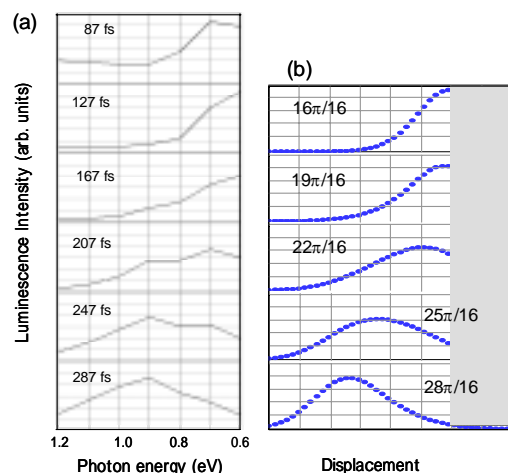 (a)
87 fs
127 fs
167 fs
207 fs
247 fs
287 fs
1.2 1.0 0.8 0.6
Photon energy (eV)
Luminescence Intensity (arb. units)
(b)
16π/16
19π/16
22π/16
25π/16
28π/16
Displacement